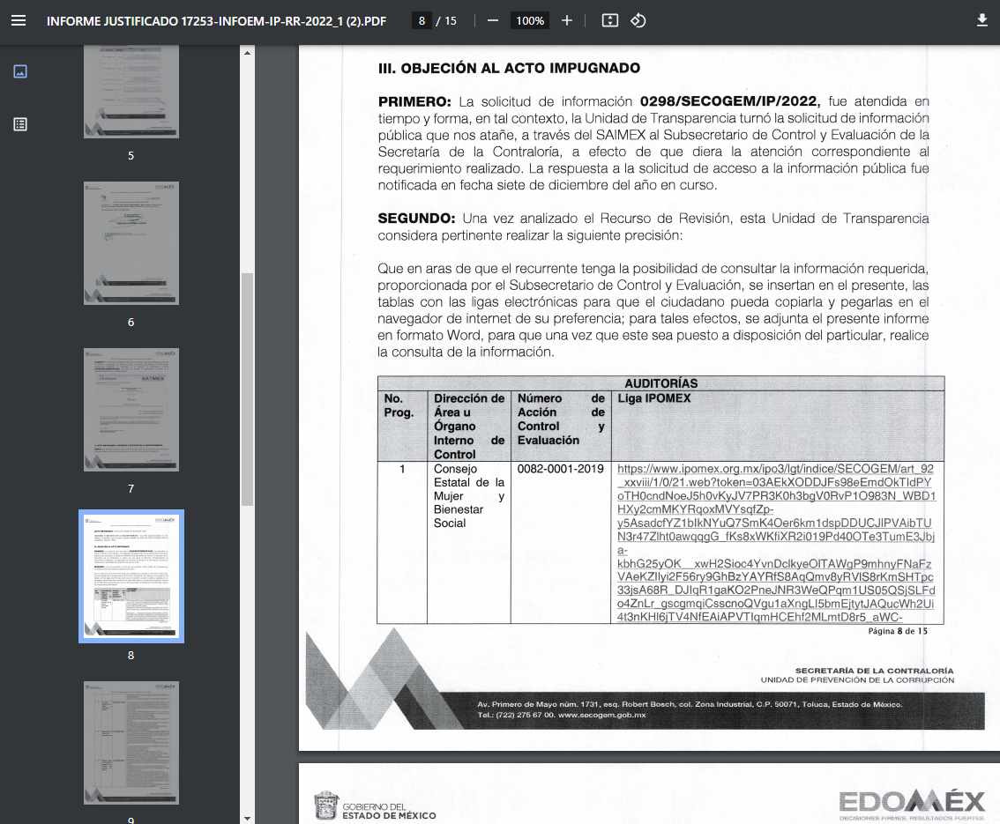 INFORME JUSTIFICADO 17253-INFOEM-IP-RR-2022_1 (2).PDF
8 / 15
100%
5
6
7
8
9
III. OBJECIÓN AL ACTO IMPUGNADO
PRIMERO: La solicitud de información 0298/SECOGEM/IP/2022, fue atendida en
tiempo y forma, en tal contexto, la Unidad de Transparencia turnó la solicitud de información
pública que nos atañe, a través del SAIMEX al Subsecretario de Control y Evaluación de la
Secretaría de la Contraloría, a efecto de que diera la atención correspondiente al
requerimiento realizado. La respuesta a la solicitud de acceso a la información pública fue
notificada en fecha siete de diciembre del año en curso.
SEGUNDO: Una vez analizado el Recurso de Revisión, esta Unidad de Transparencia
considera pertinente realizar la siguiente precisión:
Que en aras de que el recurrente tenga la posibilidad de consultar la información requerida,
proporcionada por el Subsecretario de Control y Evaluación, se insertan en el presente, las
tablas con las ligas electrónicas para que el ciudadano pueda copiarla y pegarlas en el
navegador de internet de su preferencia; para tales efectos, se adjunta el presente informe
en formato Word, para que una vez que este sea puesto a disposición del particular, realice
la consulta de la información.
AUDITORÍAS
No. Prog.
Dirección de Área u Órgano Interno de Control
Número de Acción de Control y Evaluación
Liga IPOMEX
1
Consejo
Estatal de la
Mujer y
Bienestar
Social
0082-0001-2019
https://www.ipomex.org.mx/ipo3/lgt/indice/SECOGEM/art_92
_xxviii/1/0/21.web?token=03AEkXODDJFs98eEmdOkTIdPY
oTH0cndNoeJ5h0vKyJV7PR3K0h3bgV0RvP1O983N_WBD1
HXy2cmMKYRqoxMVYsqfZp-
y5AsadcfYZ1bIkNYuQ7SmK4Oer6km1dspDDUCJIPVAibTU
N3r47Zlht0awqqgG_fKs8xWKfiXR2i019Pd40OTe3TumE3Jbj
a-
kbhG25yOK__xwH2Sioc4YvnDclkyeOlTAWgP9mhnyFNaFz
VAeKZIlyi2F56ry9GhBzYAYRfS8AqQmv8yRVlS8rKmSHTpc
33jsA68R_DJIqR1gaKO2PneJNR3WeQPqm1US05QSjSLFd
o4ZnLr_gscgmqiCsscnoQVgu1aXngLI5bmEjtytJAQucWh2Ui
4t3nKHI6jTV4NfEAiAPVTIqmHCEhf2MLmtD8r5_aWC-
Página 8 de 15
SECRETARÍA DE LA CONTRALORÍA
UNIDAD DE PREVENCIÓN DE LA CORRUPCIÓN
Av. Primero de Mayo núm. 1731, esq. Robert Bosch, col. Zona Industrial, C.P. 50071, Toluca, Estado de México.
Tel.: (722) 275 67 00. www.secogem.gob.mx
GOBIERNO DEL
ESTADO DE MÉXICO
EDOMÉX
DECISIONES FIRMES, RESULTADOS FUERTES.